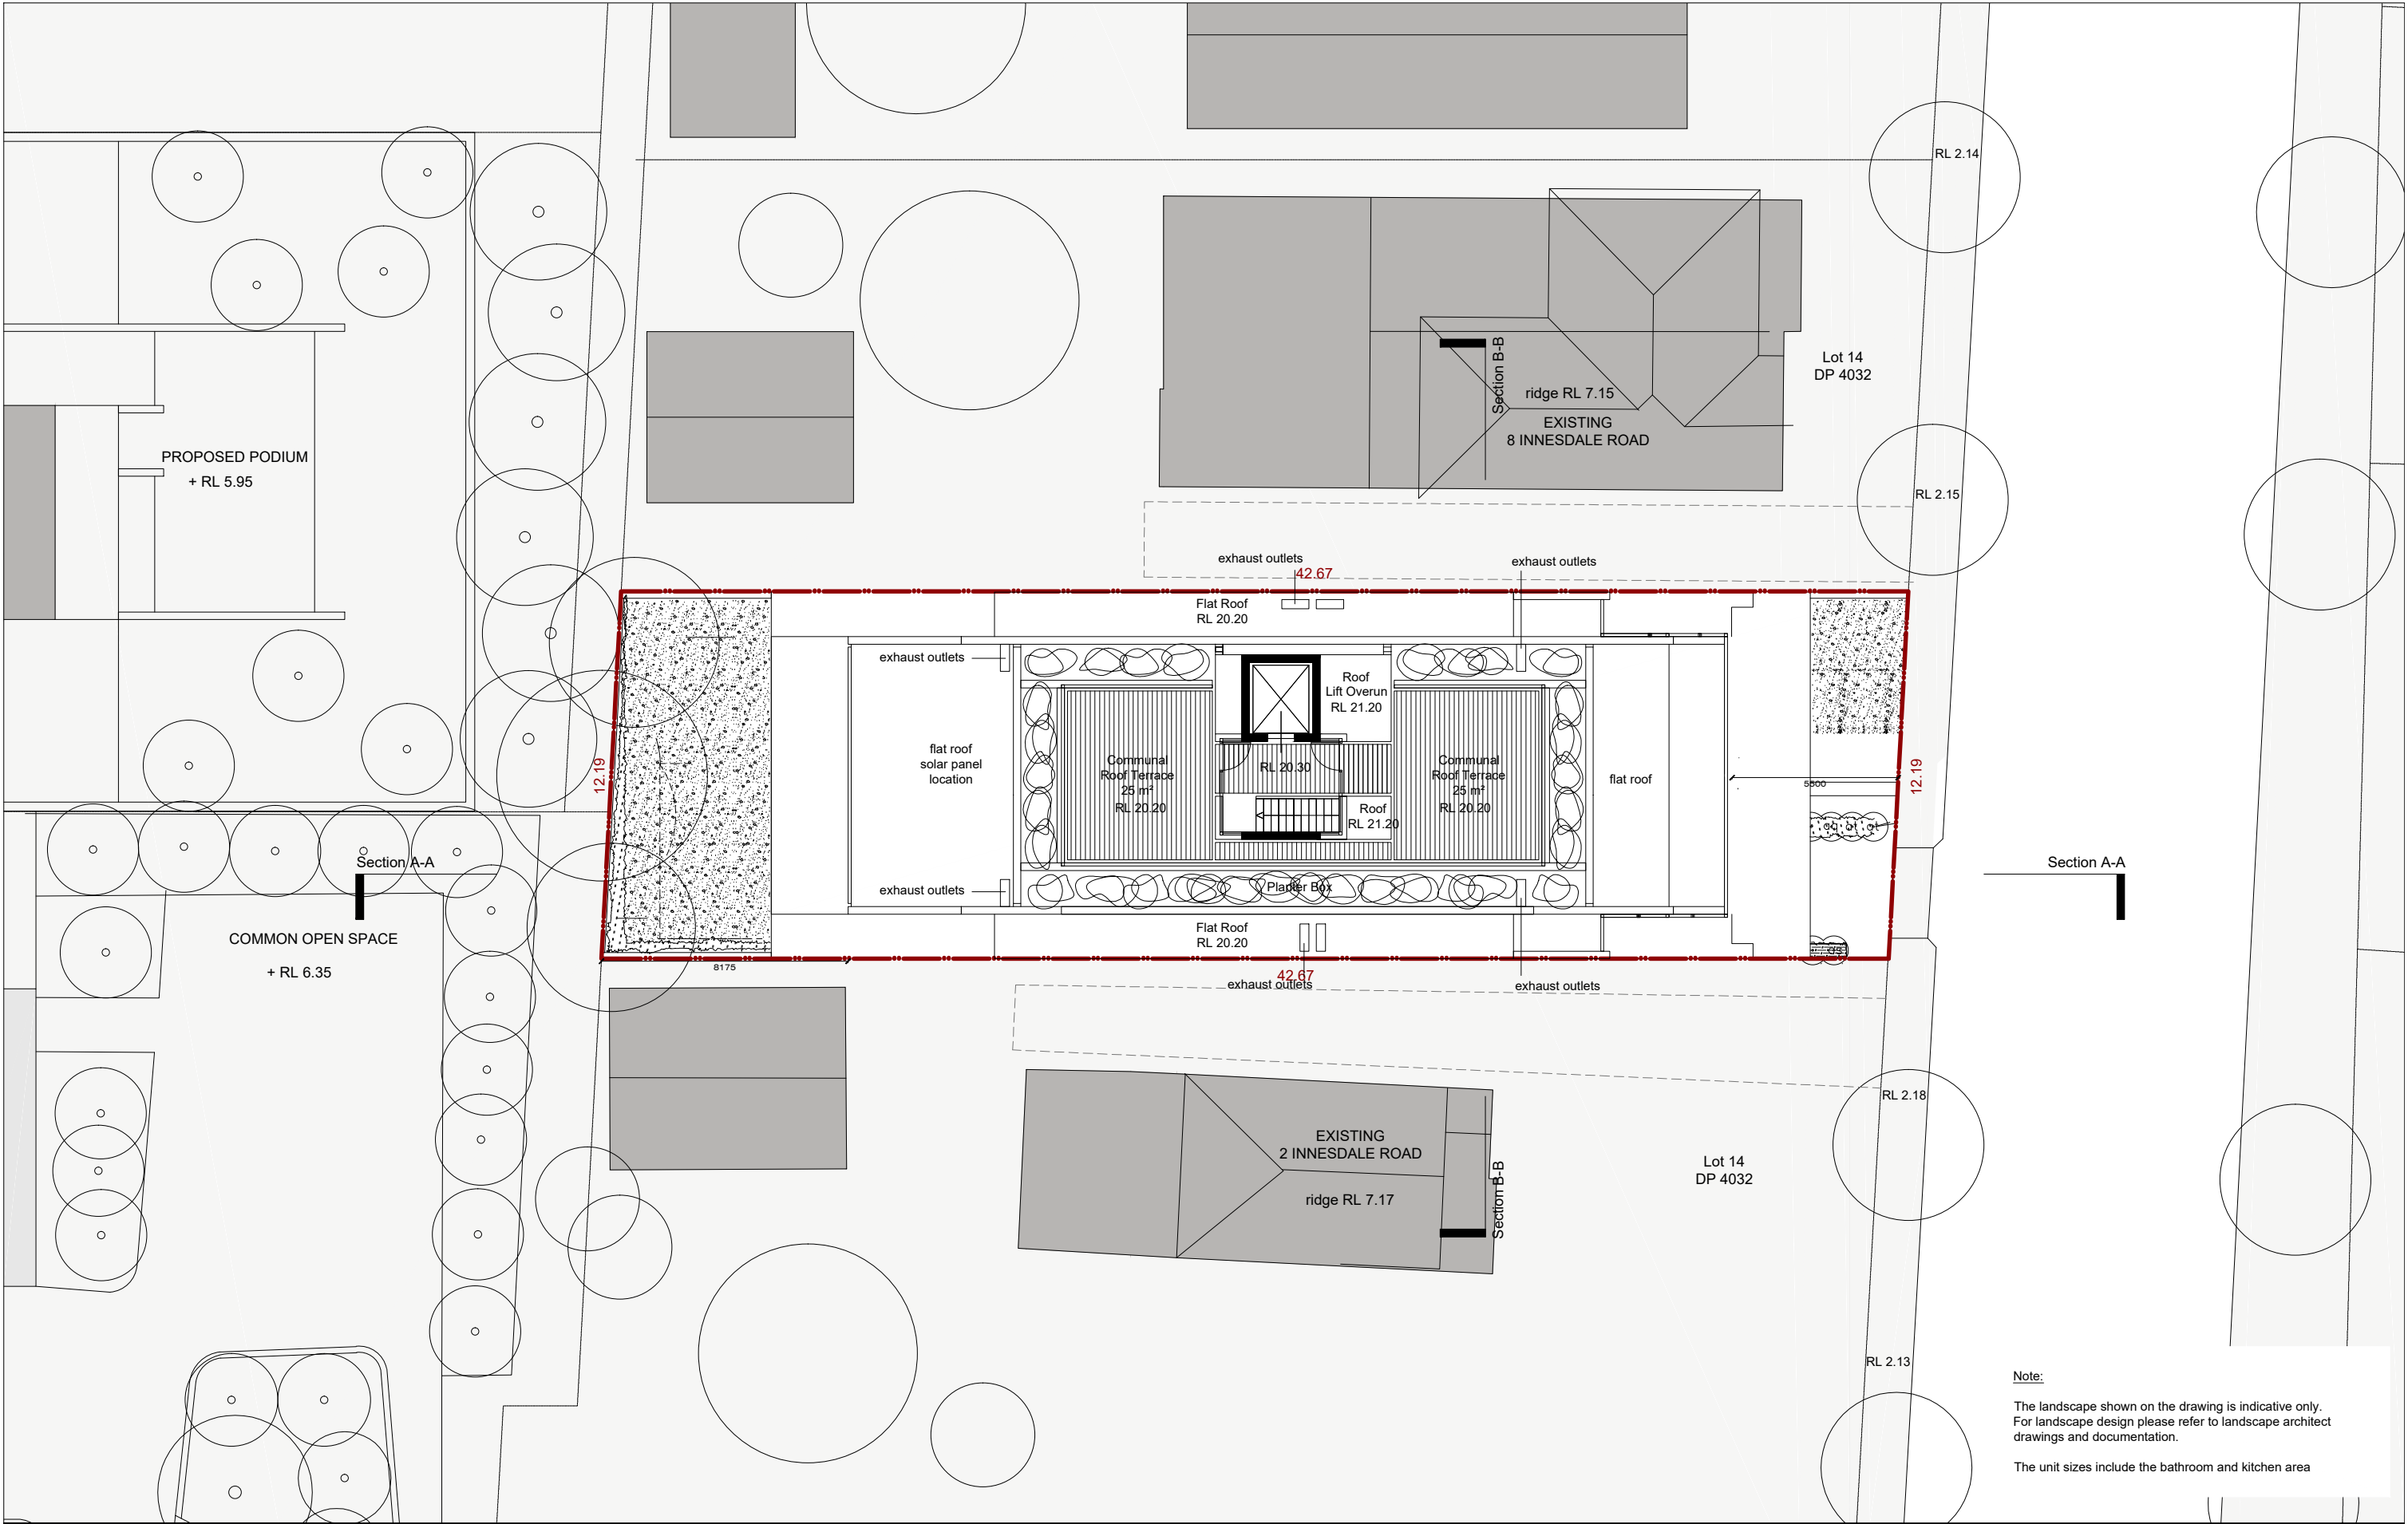 RL 2.14
Lot 14
DP 4032
Section B-B
ridge RL 7.15
EXISTING
8 INNESDALE ROAD
PROPOSED PODIUM
+ RL 5.95
RL 2.15
exhaust outlets
exhaust outlets
42.67
Flat Roof
RL 20.20
exhaust outlets
Roof
Lift Overun
RL 21.20
flat roof
solar panel
location
Communal
Roof Terrace
25 m²
RL 20.20
RL 20.30
Communal
Roof Terrace
25 m²
RL 20.20
flat roof
12.19
12.19
5500
Roof
RL 21.20
Section A-A
Section A-A
exhaust outlets
Planter Box
COMMON OPEN SPACE
+ RL 6.35
Flat Roof
RL 20.20
8175
42.67
exhaust outlets
exhaust outlets
RL 2.18
EXISTING
2 INNESDALE ROAD
ridge RL 7.17
Section B-B
Lot 14
DP 4032
RL 2.13
Note:
The landscape shown on the drawing is indicative only.
For landscape design please refer to landscape architect
drawings and documentation.
The unit sizes include the bathroom and kitchen area